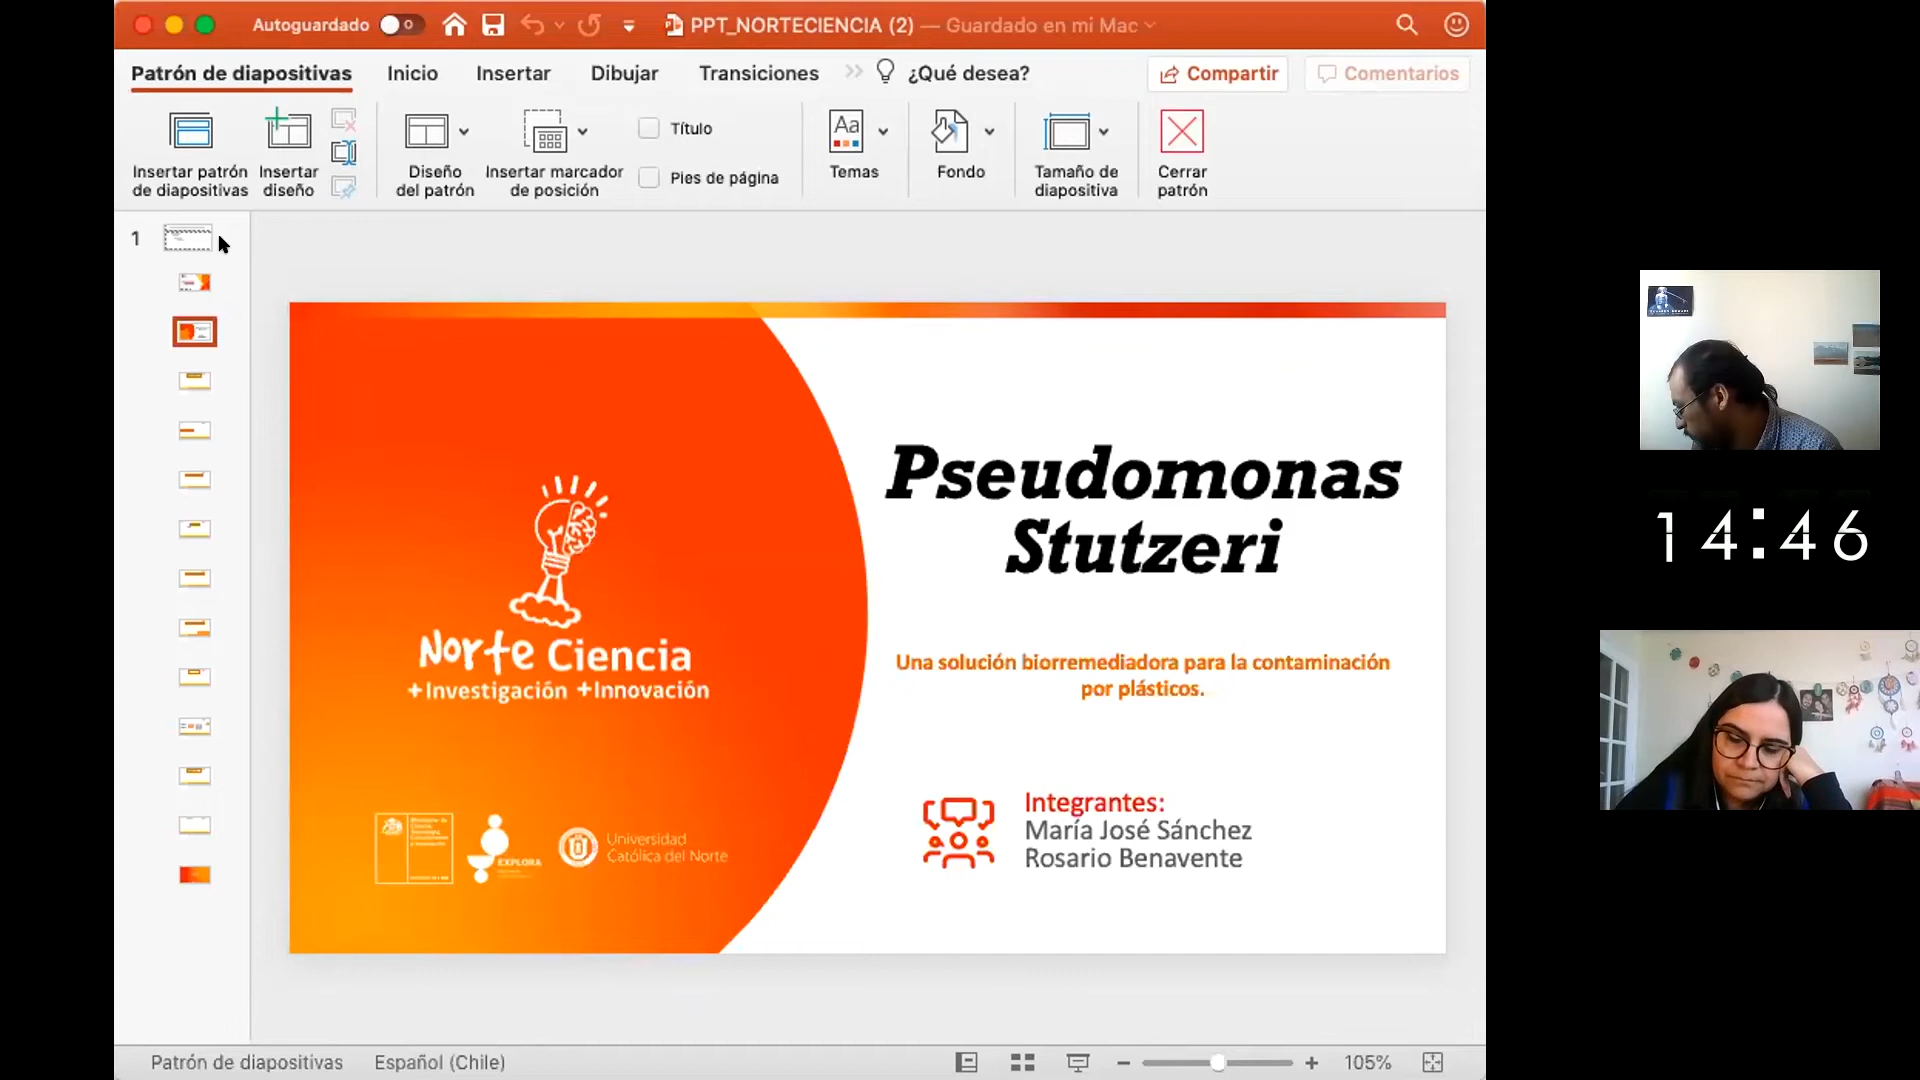 Autoguardado
PPT_NORTECIENCIA (2) — Guardado en mi Mac
Patrón de diapositivas Inicio Insertar Dibujar Transiciones ¿Qué desea? Compartir Comentarios
Insertar patrón de diapositivas
Insertar diseño
Diseño del patrón
Insertar marcador de posición
Título
Pies de página
Aa
Temas
Fondo
Tamaño de diapositiva
Cerrar patrón
1
Norte Ciencia
+Investigación +Innovación
EXPLORA
Universidad
Católica del Norte
Pseudomonas
Stutzeri
Una solución biorremediadora para la contaminación
por plásticos.
Integrantes:
María José Sánchez
Rosario Benavente
14:46
Patrón de diapositivas Español (Chile) 105%